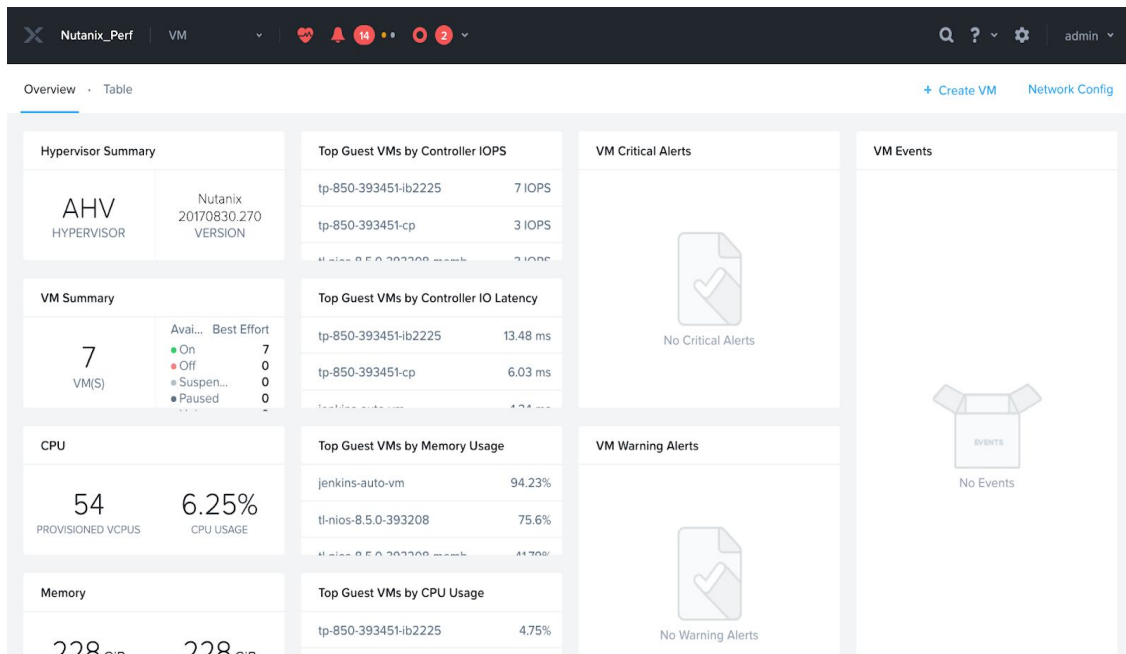 Nutanix_Perf VM 14 2 admin
Overview · Table + Create VM Network Config
Hypervisor Summary
AHV
HYPERVISOR
Nutanix
20170830.270
VERSION
Top Guest VMs by Controller IOPS
tp-850-393451-ib2225 7 IOPS
tp-850-393451-cp 3 IOPS
VM Critical Alerts
No Critical Alerts
VM Events
EVENTS
No Events
VM Summary
7
VM(S)
Avai... Best Effort
On 7
Off 0
Suspen... 0
Paused 0
Top Guest VMs by Controller IO Latency
tp-850-393451-ib2225 13.48 ms
tp-850-393451-cp 6.03 ms
CPU
54
PROVISIONED VCPUS
6.25%
CPU USAGE
Top Guest VMs by Memory Usage
jenkins-auto-vm 94.23%
tl-nios-8.5.0-393208 75.6%
VM Warning Alerts
No Warning Alerts
Memory
228 228
Top Guest VMs by CPU Usage
tp-850-393451-ib2225 4.75%